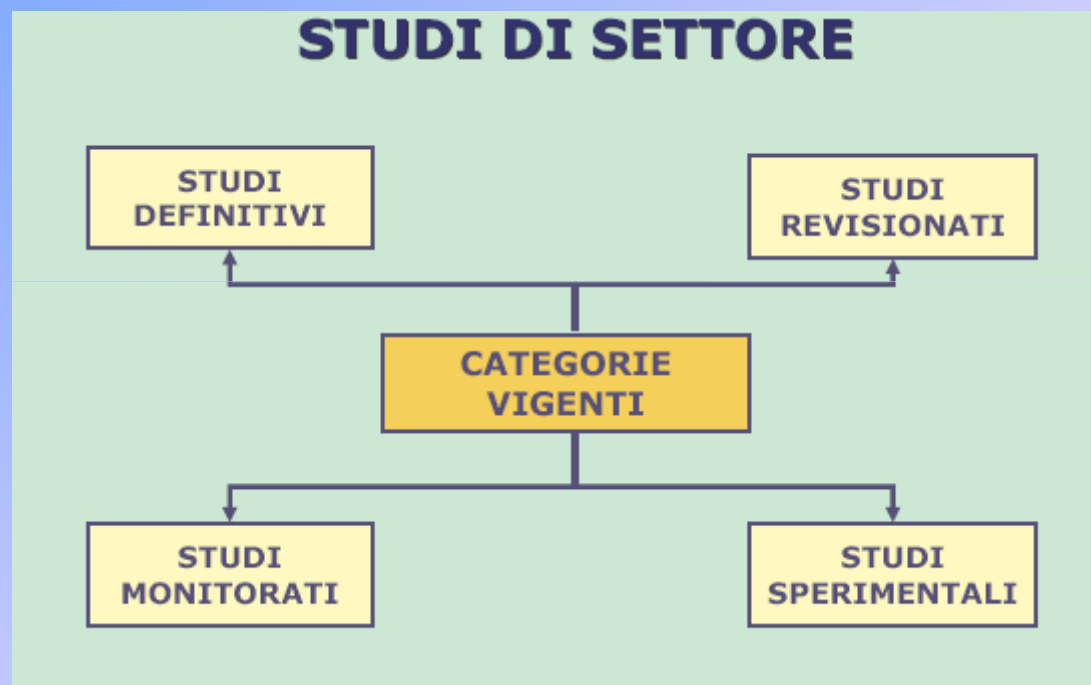 STUDI DI SETTORE
STUDI
DEFINITIVI
STUDI
REVISIONATI
CATEGORIE
VIGENTI
STUDI
MONITORATI
STUDI
SPERIMENTALI